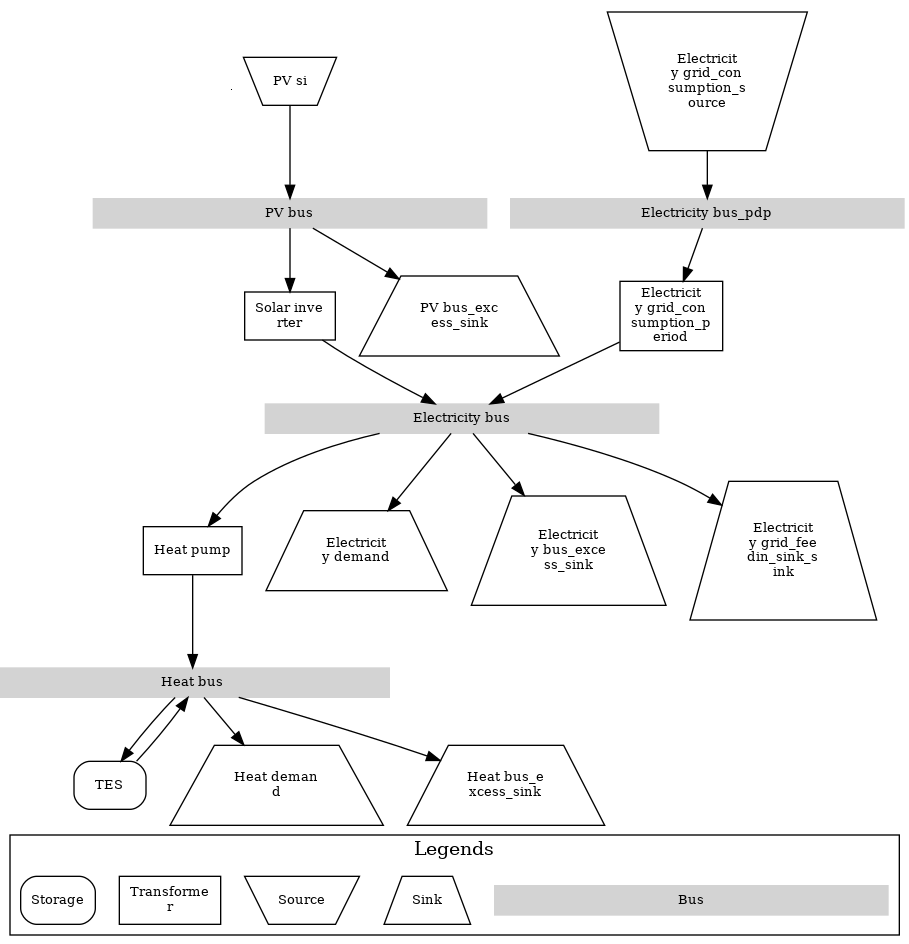 Electricit
y grid_con
sumption_s
ource
PV si
PV bus
Electricity bus_pdp
Solar inve
rter
PV bus_exc
ess_sink
Electricit
y grid_con
sumption_p
eriod
Electricity bus
Heat pump
Electricit
y demand
Electricit
y bus_exce
ss_sink
Electricit
y grid_fee
din_sink_s
ink
Heat bus
TES
Heat deman
d
Heat bus_e
xcess_sink
Legends
Storage
Transforme
r
Source
Sink
Bus